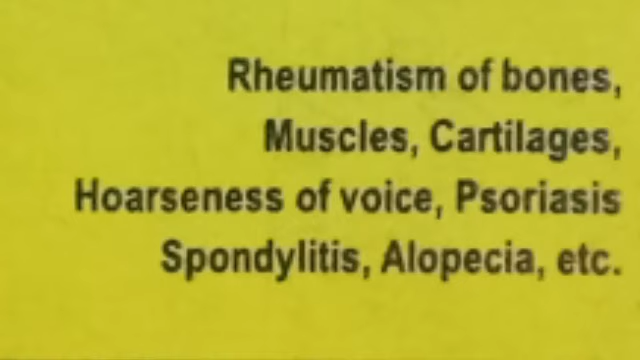 Rheumatism of bones,
Muscles, Cartilages,
Hoarseness of voice, Psoriasis
Spondylitis, Alopecia, etc.